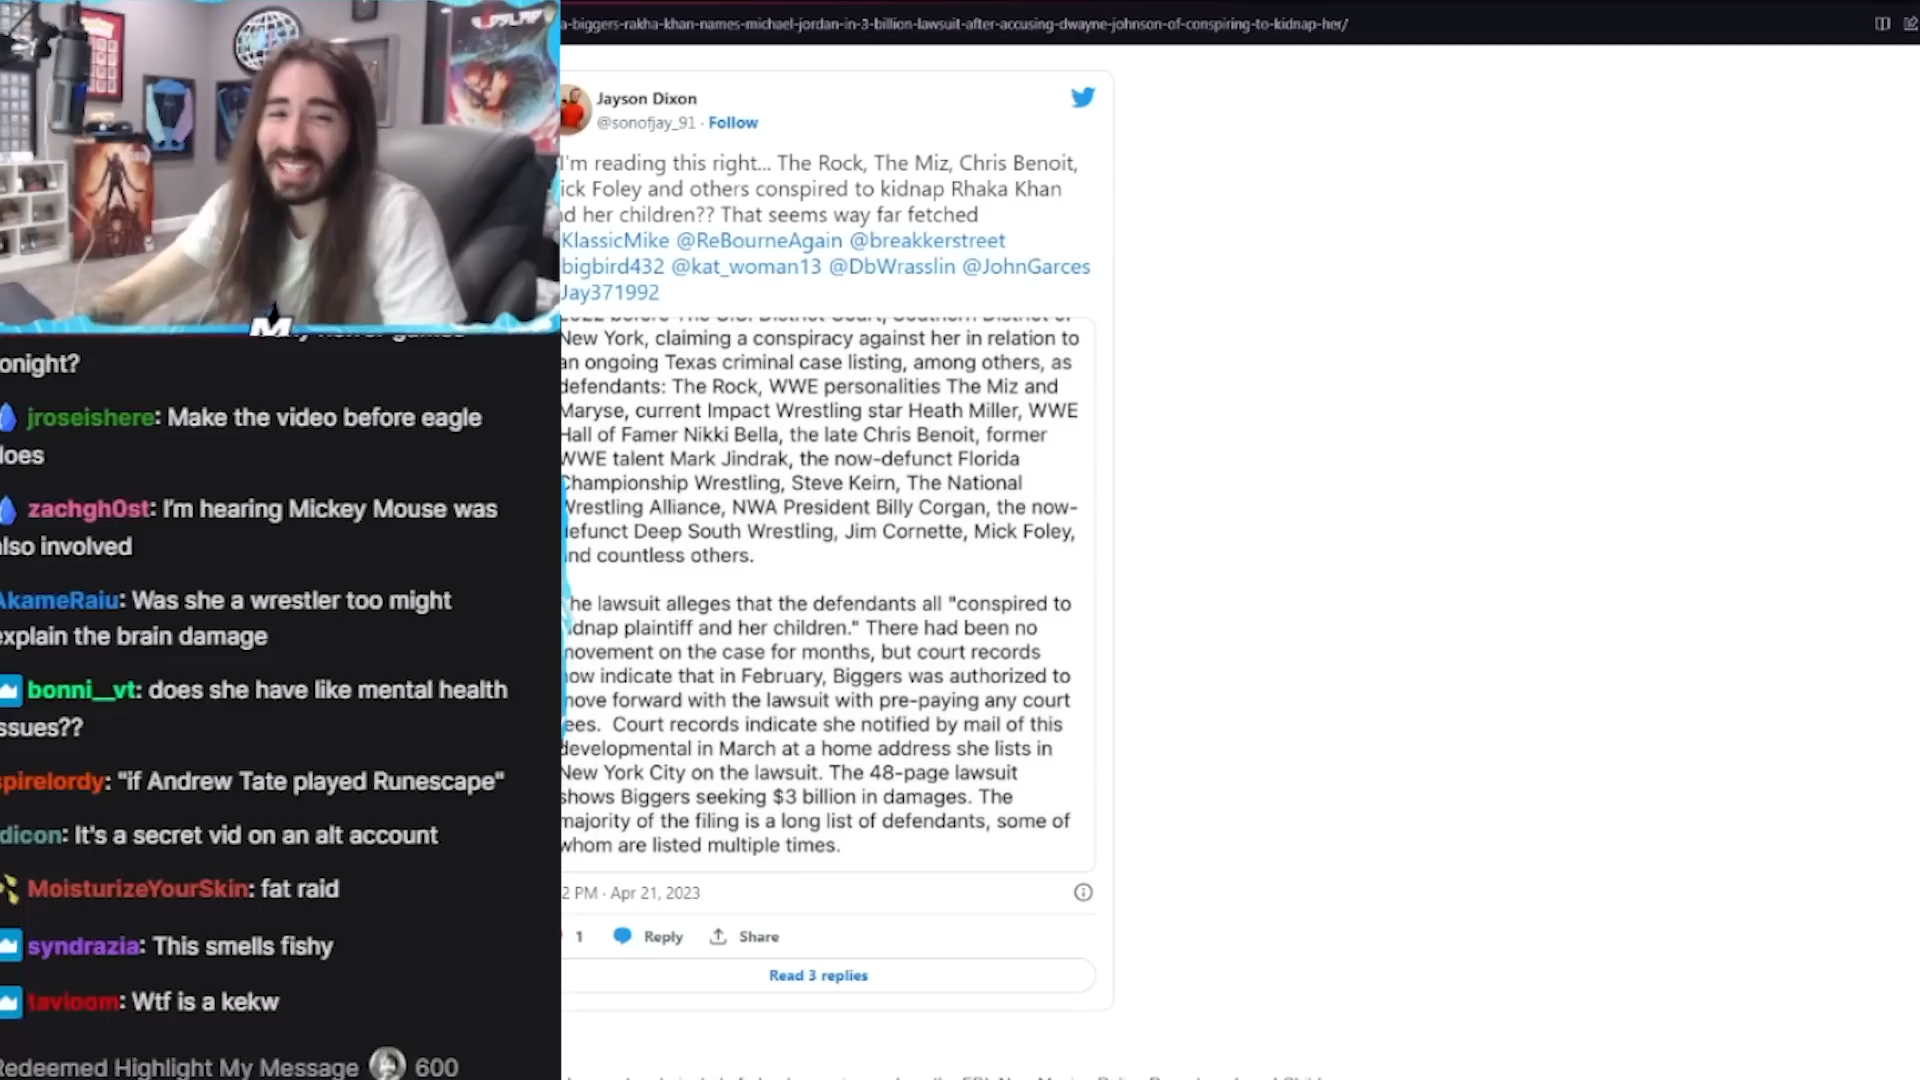 a-biggers-rakha-khan-names-michael-jordan-in-3-billion-lawsuit-after-accusing-dwayne-johnson-of-conspiring-to-kidnap-her/
Jayson Dixon
@sonofjay_91 · Follow
I'm reading this right... The Rock, The Miz, Chris Benoit,
ick Foley and others conspired to kidnap Rhaka Khan
d her children?? That seems way far fetched
KlassicMike @ReBourneAgain @breakkerstreet
bigbird432 @kat_woman13 @DbWrasslin @JohnGarces
Jay371992
2022 before The U.S. District Court, Southern District of
New York, claiming a conspiracy against her in relation to
an ongoing Texas criminal case listing, among others, as
defendants: The Rock, WWE personalities The Miz and
Maryse, current Impact Wrestling star Heath Miller, WWE
Hall of Famer Nikki Bella, the late Chris Benoit, former
WWE talent Mark Jindrak, the now-defunct Florida
Championship Wrestling, Steve Keirn, The National
Wrestling Alliance, NWA President Billy Corgan, the now-
defunct Deep South Wrestling, Jim Cornette, Mick Foley,
and countless others.
he lawsuit alleges that the defendants all "conspired to
idnap plaintiff and her children." There had been no
movement on the case for months, but court records
ow indicate that in February, Biggers was authorized to
move forward with the lawsuit with pre-paying any court
ees. Court records indicate she notified by mail of this
developmental in March at a home address she lists in
New York City on the lawsuit. The 48-page lawsuit
shows Biggers seeking $3 billion in damages. The
majority of the filing is a long list of defendants, some of
whom are listed multiple times.
2 PM · Apr 21, 2023
1 Reply Share
Read 3 replies
onight?
jroseishere: Make the video before eagle
does
zachgh0st: I'm hearing Mickey Mouse was
also involved
AkameRaiu: Was she a wrestler too might
explain the brain damage
bonni__vt: does she have like mental health
issues??
spirelordy: "if Andrew Tate played Runescape"
dicon: It's a secret vid on an alt account
MoisturizeYourSkin: fat raid
syndrazia: This smells fishy
tavioom: Wtf is a kekw
Redeemed Highlight My Message 600